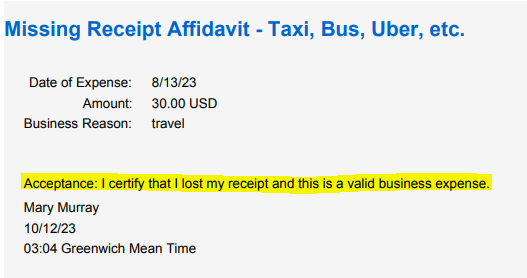 Missing Receipt Affidavit - Taxi, Bus, Uber, etc.
Date of Expense: 8/13/23
Amount: 30.00 USD
Business Reason: travel
Acceptance: I certify that I lost my receipt and this is a valid business expense.
Mary Murray
10/12/23
03:04 Greenwich Mean Time